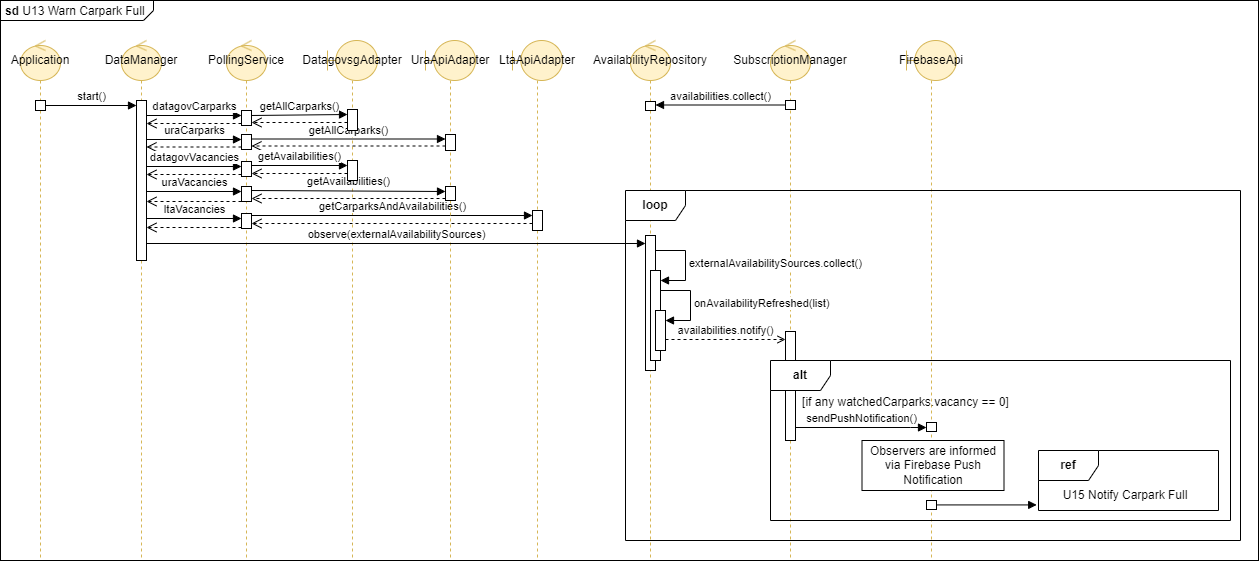 sd U13 Warn Carpark Full
Application
DataManager
PollingService
DatagovsgAdapter
UraApiAdapter
LtaApiAdapter
AvailabilityRepository
SubscriptionManager
FirebaseApi
start()
datagovCarparks
getAllCarparks()
availabilities.collect()
uraCarparks
getAllCarparks()
datagovVacancies
getAvailabilities()
uraVacancies
getAvailabilities()
ltaVacancies
getCarparksAndAvailabilities()
loop
observe(externalAvailabilitySources)
externalAvailabilitySources.collect()
onAvailabilityRefreshed(list)
availabilities.notify()
alt
[if any watchedCarparks.vacancy == 0]
sendPushNotification()
Observers are informed
via Firebase Push
Notification
ref
U15 Notify Carpark Full